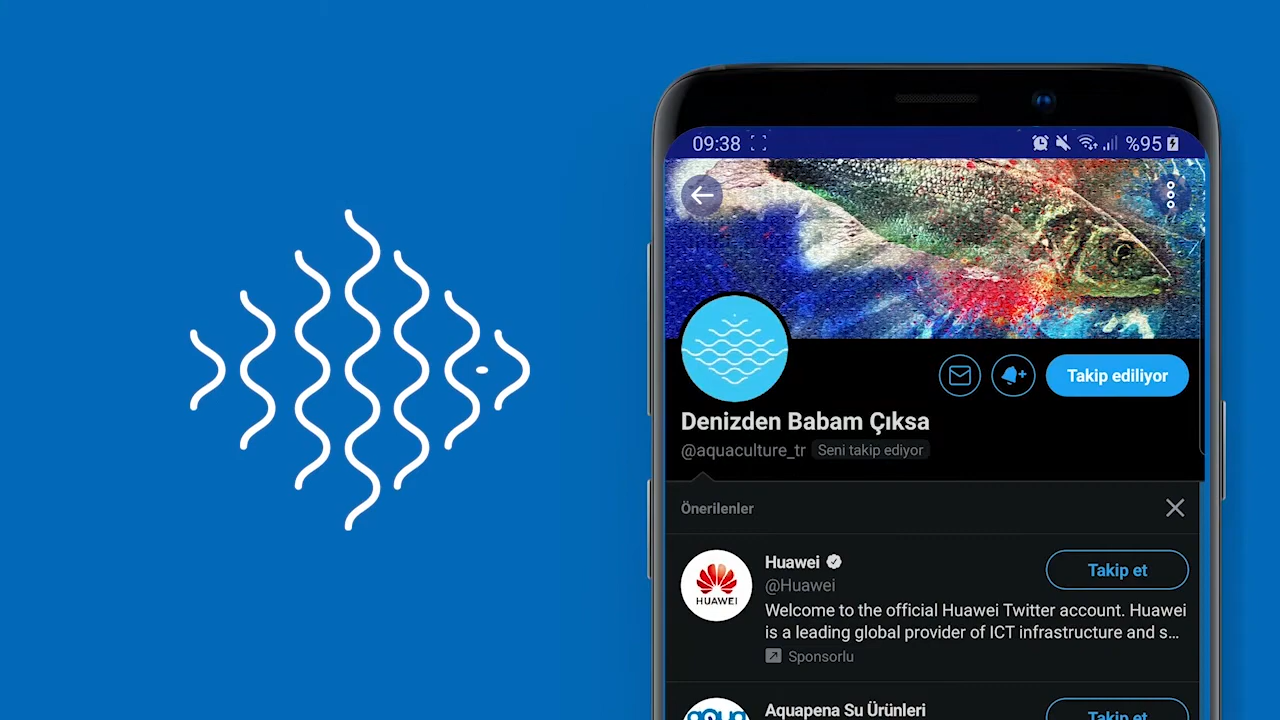 09:38
%95
Takip ediliyor
Denizden Babam Çıksa
@aquaculture_tr Seni takip ediyor
Önerilenler
Huawei
Takip et
@Huawei
HUAWEI
Welcome to the official Huawei Twitter account. Huawei
is a leading global provider of ICT infrastructure and s...
Sponsorlu
Aquapena Su Ürünleri
Takip et